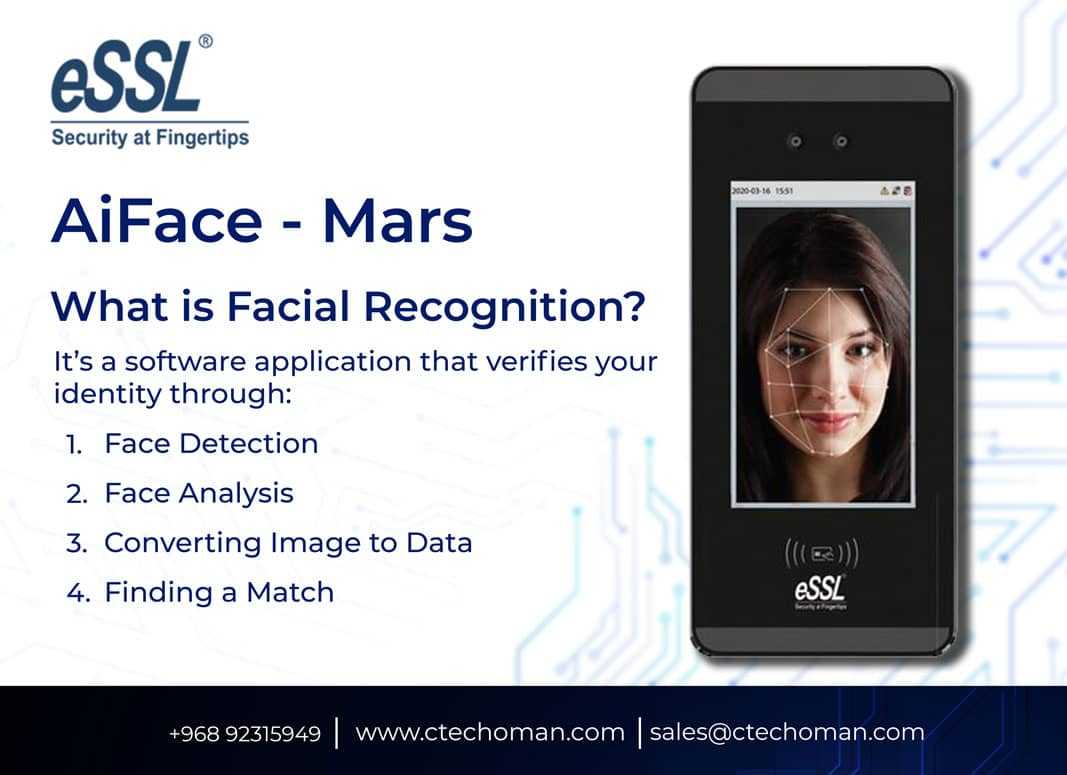 eSSL®
Security at Fingertips
AiFace - Mars
What is Facial Recognition?
It’s a software application that verifies your
identity through:
1. Face Detection
2. Face Analysis
3. Converting Image to Data
4. Finding a Match
2020-03-16 15:51
eSSL
Security at Fingertips
+968 92315949 | www.ctechoman.com | sales@ctechoman.com